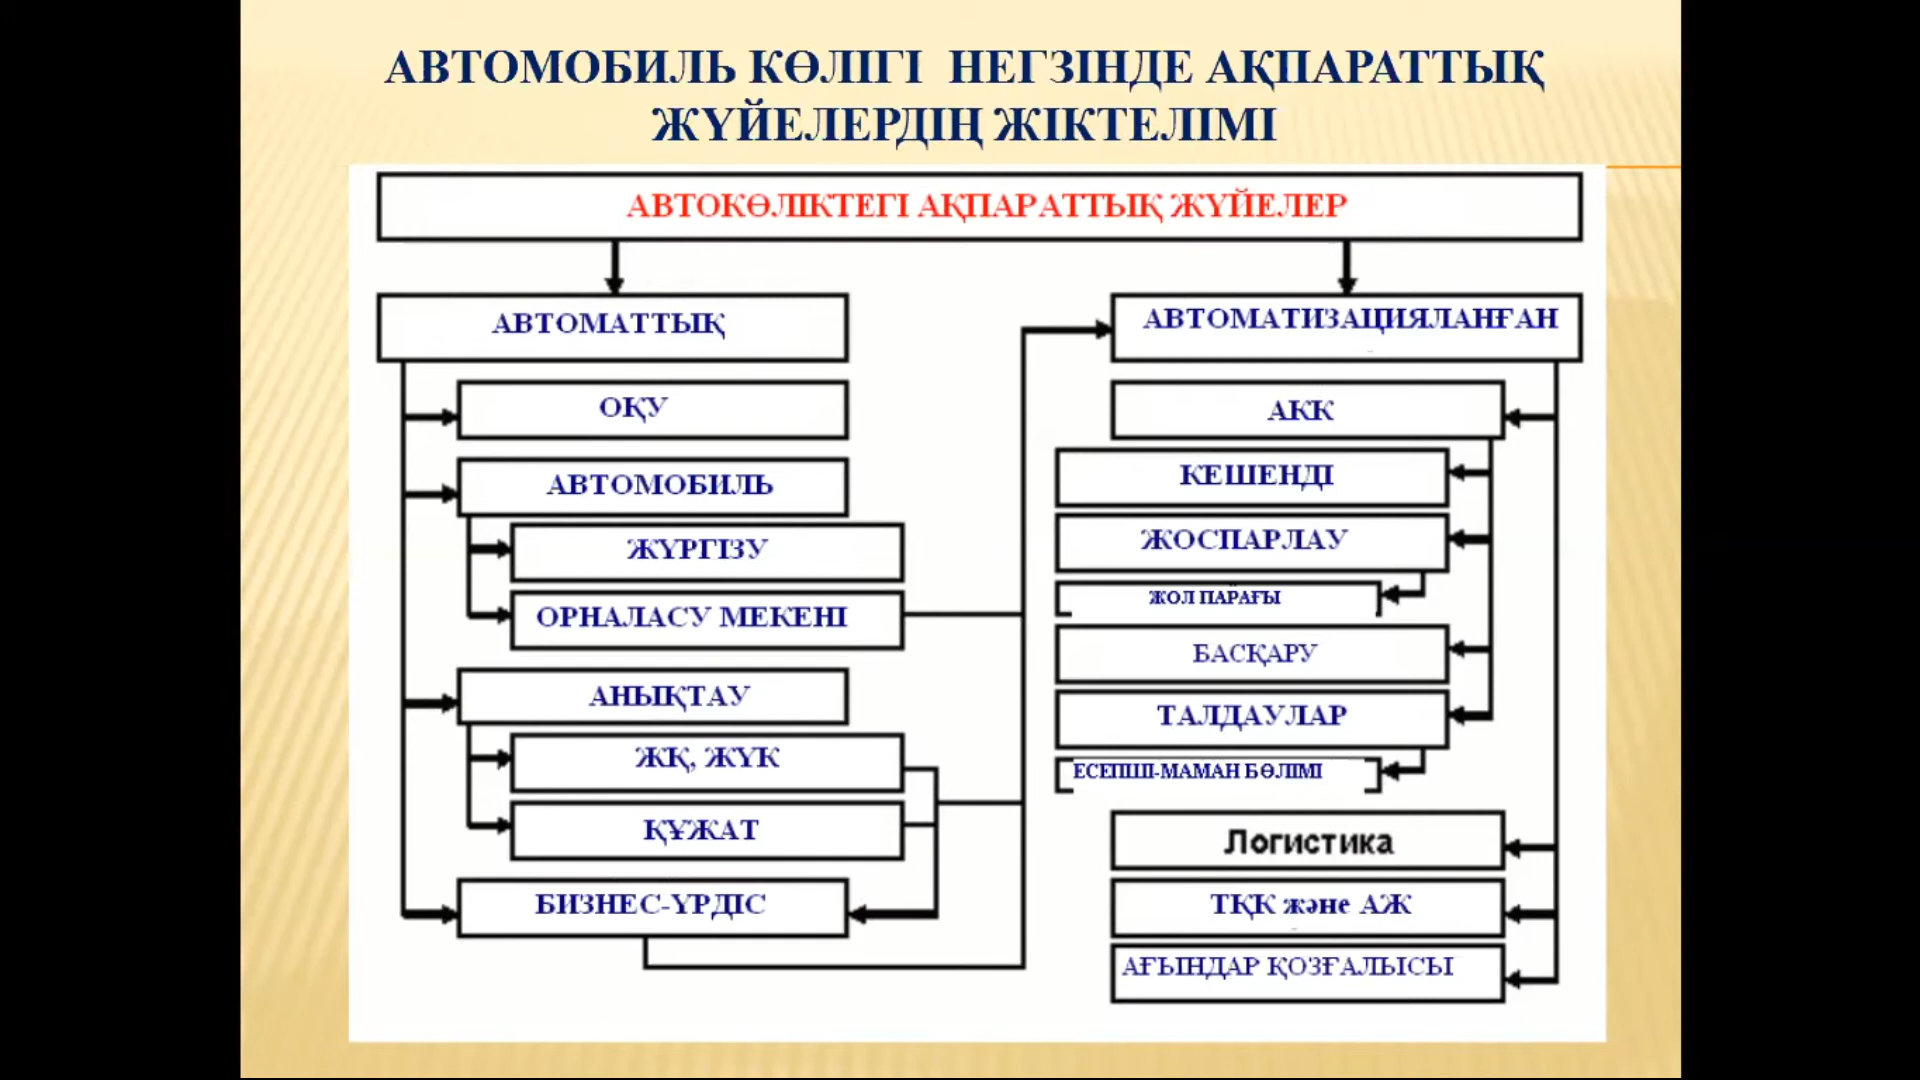 АВТОМОБИЛЬ КӨЛІГІ НЕГЗІНДЕ АҚПАРАТТЫҚ
ЖҮЙЕЛЕРДІҢ ЖІКТЕЛІМІ
АВТОКӨЛІКТЕГІ АҚПАРАТТЫҚ ЖҮЙЕЛЕР
АВТОМАТТЫҚ
ОҚУ
АВТОМОБИЛЬ
ЖҮРГІЗУ
ОРНАЛАСУ МЕКЕНІ
АНЫҚТАУ
ЖҚ, ЖҮК
ҚҰЖАТ
БИЗНЕС-ҮРДІС
АВТОМАТИЗАЦИЯЛАНҒАН
АКК
КЕШЕНДІ
ЖОСПАРЛАУ
ЖОЛ ПАРАҒЫ
БАСҚАРУ
ТАЛДАУЛАР
ЕСЕПШІ-МАМАН БӨЛІМІ
Логистика
ТҚК және АЖ
АҒЫНДАР ҚОЗҒАЛЫСЫ